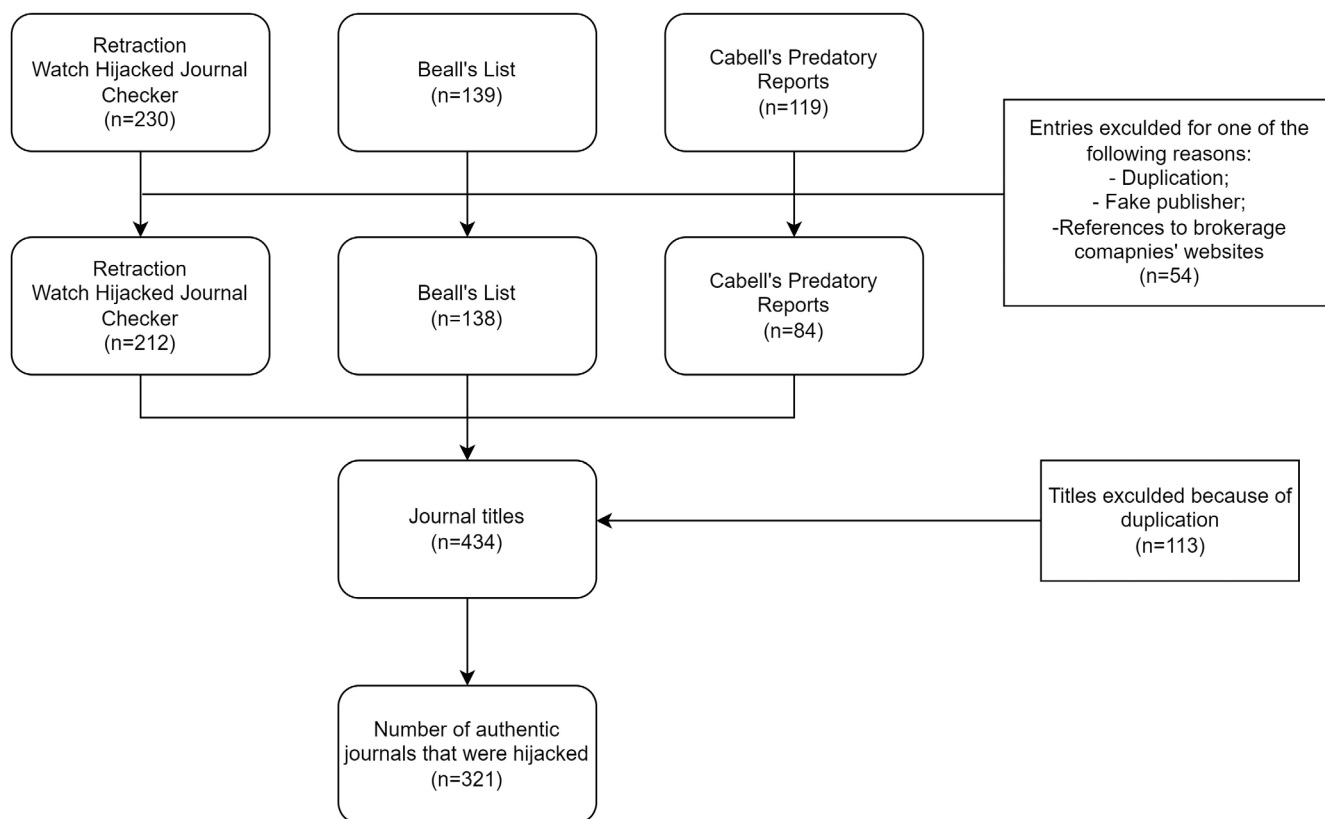 Retraction
Watch Hijacked Journal
Checker
(n=230)
Beall's List
(n=139)
Cabell's Predatory
Reports
(n=119)
Entries exculded for one of the
following reasons:
- Duplication;
- Fake publisher;
-References to brokerage
comapnies' websites
(n=54)
Retraction
Watch Hijacked Journal
Checker
(n=212)
Beall's List
(n=138)
Cabell's Predatory
Reports
(n=84)
Journal titles
(n=434)
Titles exculded because of
duplication
(n=113)
Number of authentic
journals that were hijacked
(n=321)